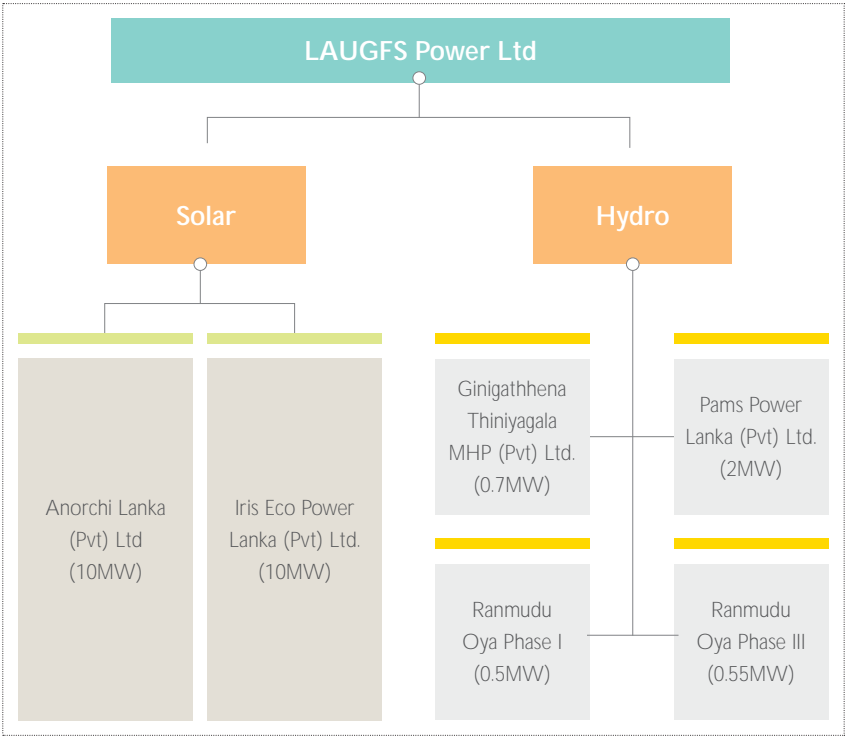 LAUGFS Power Ltd
Solar
Hydro
Anorchi Lanka
(Pvt) Ltd
(10MW)
Iris Eco Power
Lanka (Pvt) Ltd.
(10MW)
Ginigathhena
Thiniyagala
MHP (Pvt) Ltd.
(0.7MW)
Pams Power
Lanka (Pvt) Ltd.
(2MW)
Ranmudu
Oya Phase I
(0.5MW)
Ranmudu
Oya Phase III
(0.55MW)